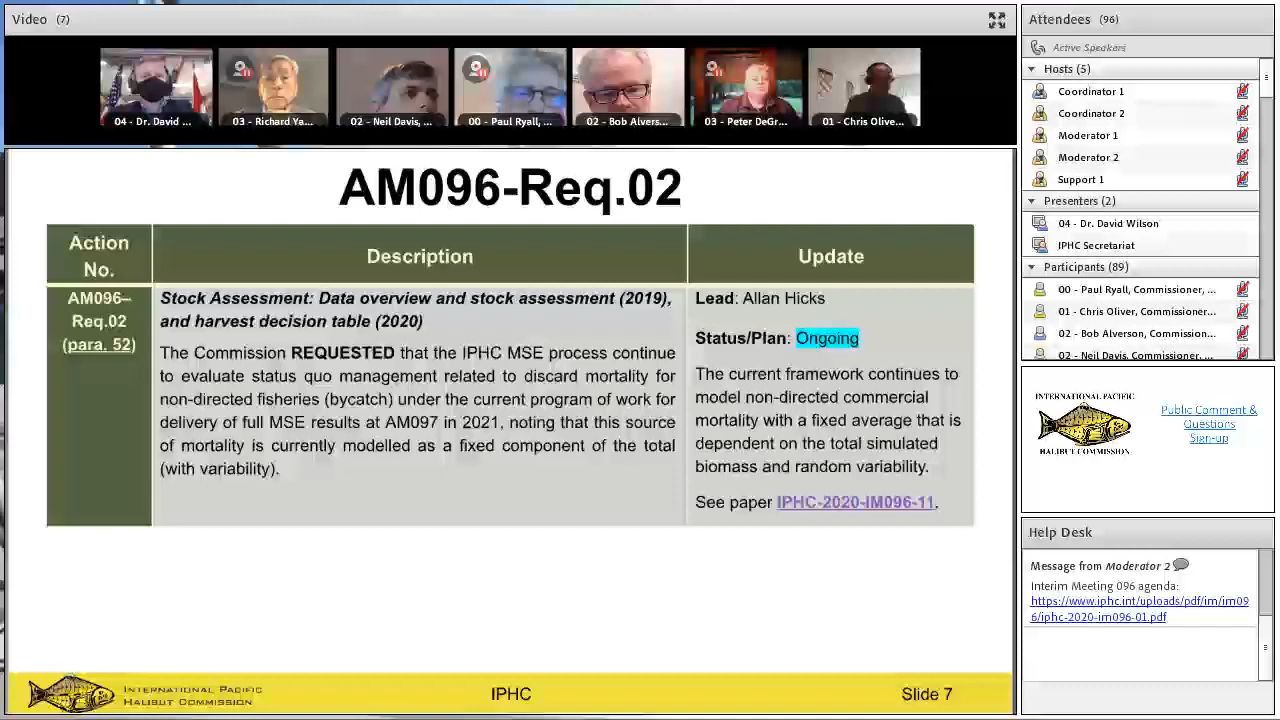 Video (7)
04 - Dr. David ...
03 - Richard Ya...
02 - Neil Davis, ...
00 - Paul Ryall, ...
02 - Bob Alvers...
03 - Peter DeGr...
01 - Chris Olive...
AM096-Req.02
Action No.
Description
Update
AM096–
Req.02
(para. 52)
Stock Assessment: Data overview and stock assessment (2019),
and harvest decision table (2020)
The Commission REQUESTED that the IPHC MSE process continue
to evaluate status quo management related to discard mortality for
non-directed fisheries (bycatch) under the current program of work for
delivery of full MSE results at AM097 in 2021, noting that this source
of mortality is currently modelled as a fixed component of the total
(with variability).
Lead: Allan Hicks
Status/Plan: Ongoing
The current framework continues to
model non-directed commercial
mortality with a fixed average that is
dependent on the total simulated
biomass and random variability.
See paper IPHC-2020-IM096-11.
INTERNATIONAL PACIFIC
HALIBUT COMMISSION
IPHC
Slide 7
Attendees (96)
Active Speakers
Hosts (5)
Coordinator 1
Coordinator 2
Moderator 1
Moderator 2
Support 1
Presenters (2)
04 - Dr. David Wilson
IPHC Secretariat
Participants (89)
00 - Paul Ryall, Commissioner, ...
01 - Chris Oliver, Commissioner...
02 - Bob Alverson, Commission...
02 - Neil Davis, Commissioner, ...
INTERNATIONAL PACIFIC
HALIBUT COMMISSION
Public Comment &
Questions
Sign-up
Help Desk
Message from Moderator 2
Interim Meeting 096 agenda:
https://www.iphc.int/uploads/pdf/im/im09
6/iphc-2020-im096-01.pdf